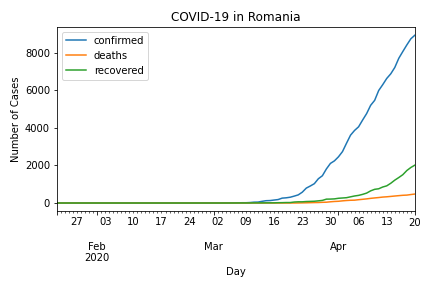 COVID-19 in Romania
confirmed
deaths
recovered
Number of Cases
8000
6000
4000
2000
0
27 03 10 17 24 02 09 16 23 30 06 13 20
Feb Mar Apr
2020
Day